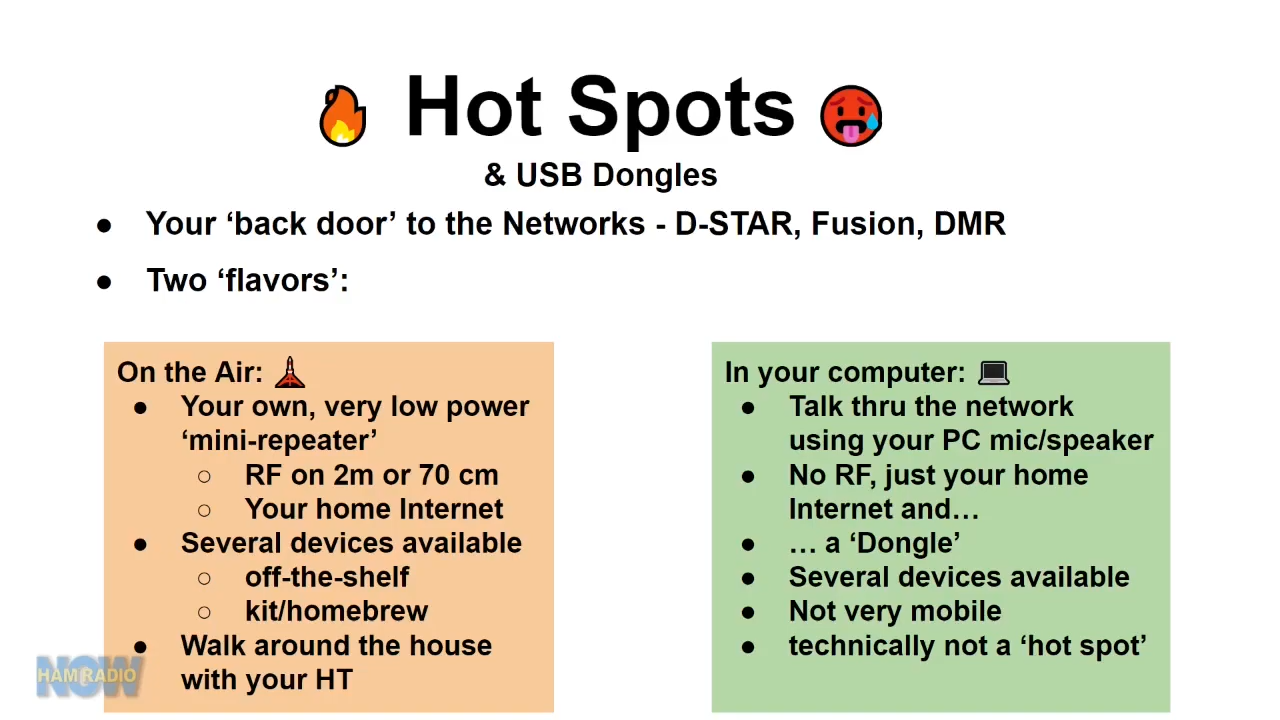 Hot Spots
& USB Dongles
● Your ‘back door’ to the Networks - D-STAR, Fusion, DMR
● Two ‘flavors’:
On the Air:
● Your own, very low power
‘mini-repeater’
○ RF on 2m or 70 cm
○ Your home Internet
● Several devices available
○ off-the-shelf
○ kit/homebrew
● Walk around the house
with your HT
In your computer:
● Talk thru the network
using your PC mic/speaker
● No RF, just your home
Internet and…
● … a ‘Dongle’
● Several devices available
● Not very mobile
● technically not a ‘hot spot’
HAM RADIO
NOW